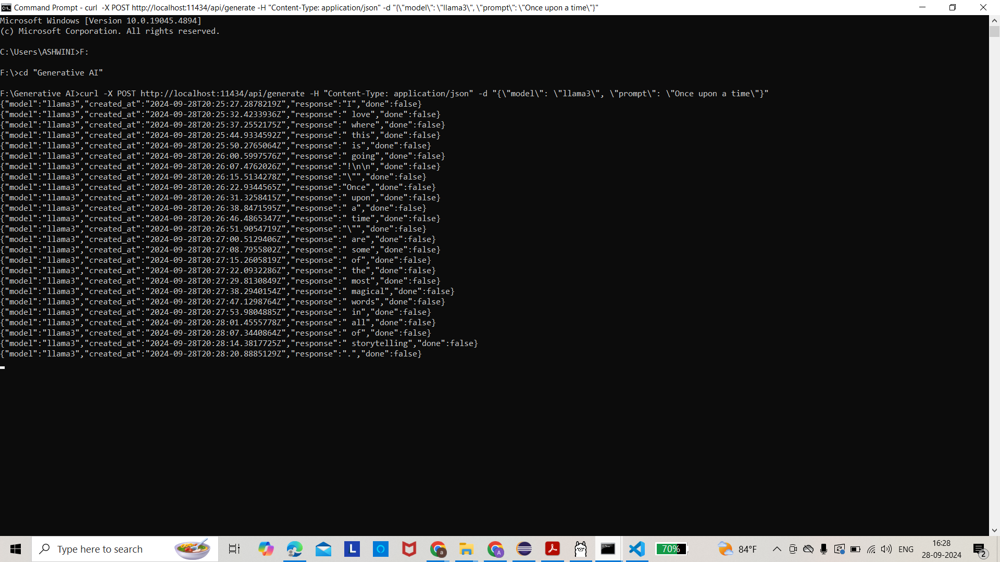 Command Prompt - curl  -X POST http://localhost:11434/api/generate -H "Content-Type: application/json" -d "{\"model\": \"llama3\", \"prompt\": \"Once upon a time\"}"
Microsoft Windows [Version 10.0.19045.4894]
(c) Microsoft Corporation. All rights reserved.
C:\Users\ASHWINI>F:
F:\>cd "Generative AI"
F:\Generative AI>curl -X POST http://localhost:11434/api/generate -H "Content-Type: application/json" -d "{\"model\": \"llama3\", \"prompt\": \"Once upon a time\"}"
{"model":"llama3","created_at":"2024-09-28T20:25:27.2878219Z","response":"I","done":false}
{"model":"llama3","created_at":"2024-09-28T20:25:32.4233936Z","response":" love","done":false}
{"model":"llama3","created_at":"2024-09-28T20:25:37.2552175Z","response":" where","done":false}
{"model":"llama3","created_at":"2024-09-28T20:25:44.9334592Z","response":" this","done":false}
{"model":"llama3","created_at":"2024-09-28T20:25:50.2765064Z","response":" is","done":false}
{"model":"llama3","created_at":"2024-09-28T20:26:00.5997576Z","response":" going","done":false}
{"model":"llama3","created_at":"2024-09-28T20:26:07.4762026Z","response":"!\n\n","done":false}
{"model":"llama3","created_at":"2024-09-28T20:26:15.5134278Z","response":"\"","done":false}
{"model":"llama3","created_at":"2024-09-28T20:26:22.9344565Z","response":"Once","done":false}
{"model":"llama3","created_at":"2024-09-28T20:26:31.3258415Z","response":" upon","done":false}
{"model":"llama3","created_at":"2024-09-28T20:26:38.8471595Z","response":" a","done":false}
{"model":"llama3","created_at":"2024-09-28T20:26:46.4865347Z","response":" time","done":false}
{"model":"llama3","created_at":"2024-09-28T20:26:51.9054719Z","response":"\"","done":false}
{"model":"llama3","created_at":"2024-09-28T20:27:00.5129406Z","response":" are","done":false}
{"model":"llama3","created_at":"2024-09-28T20:27:08.7955802Z","response":" some","done":false}
{"model":"llama3","created_at":"2024-09-28T20:27:15.2605819Z","response":" of","done":false}
{"model":"llama3","created_at":"2024-09-28T20:27:22.0932286Z","response":" the","done":false}
{"model":"llama3","created_at":"2024-09-28T20:27:29.8130849Z","response":" most","done":false}
{"model":"llama3","created_at":"2024-09-28T20:27:38.2940154Z","response":" magical","done":false}
{"model":"llama3","created_at":"2024-09-28T20:27:47.1298764Z","response":" words","done":false}
{"model":"llama3","created_at":"2024-09-28T20:27:53.9804885Z","response":" in","done":false}
{"model":"llama3","created_at":"2024-09-28T20:28:01.4555778Z","response":" all","done":false}
{"model":"llama3","created_at":"2024-09-28T20:28:07.3440864Z","response":" of","done":false}
{"model":"llama3","created_at":"2024-09-28T20:28:14.3817725Z","response":" storytelling","done":false}
{"model":"llama3","created_at":"2024-09-28T20:28:20.8885129Z","response":".","done":false}
Type here to search
70%
84°F
ENG
16:28
28-09-2024
2